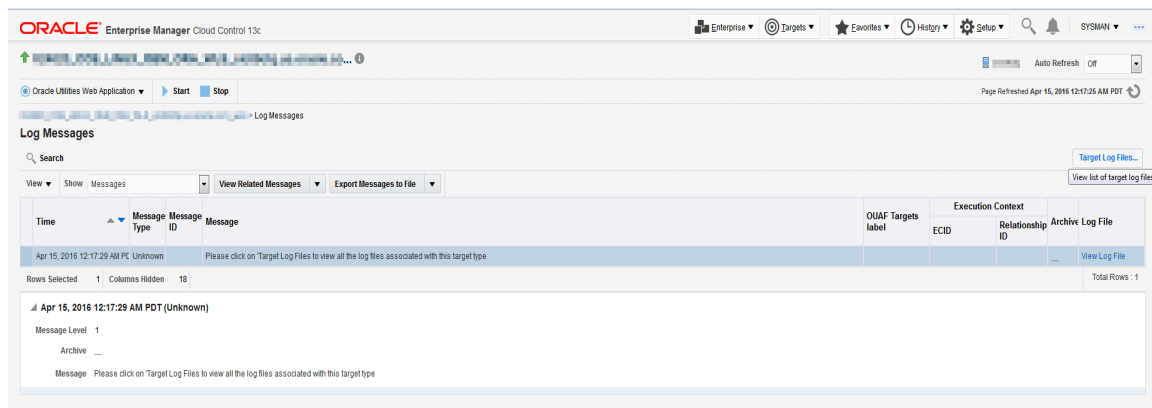 ORACLE® Enterprise Manager Cloud Control 13c
Enterprise ▼ Targets ▼ Favorites ▼ History ▼ Setup ▼ SYSMAN ▼ •••
... Auto Refresh Off
Oracle Utilities Web Application ▼ Start Stop Page Refreshed Apr 15, 2016 12:17:25 AM PDT
> Log Messages
Log Messages
Search Target Log Files...
View ▼ Show Messages View Related Messages ▼ Export Messages to File ▼ View list of target log files
Time Message Type Message ID Message OUAF Targets label Execution Context ECID Relationship ID Archive Log File
Apr 15, 2016 12:17:29 AM PD Unknown Please click on 'Target Log Files to view all the log files associated with this target type __ View Log File
Rows Selected 1 Columns Hidden 18 Total Rows : 1
Apr 15, 2016 12:17:29 AM PDT (Unknown)
Message Level 1
Archive __
Message Please click on 'Target Log Files to view all the log files associated with this target type